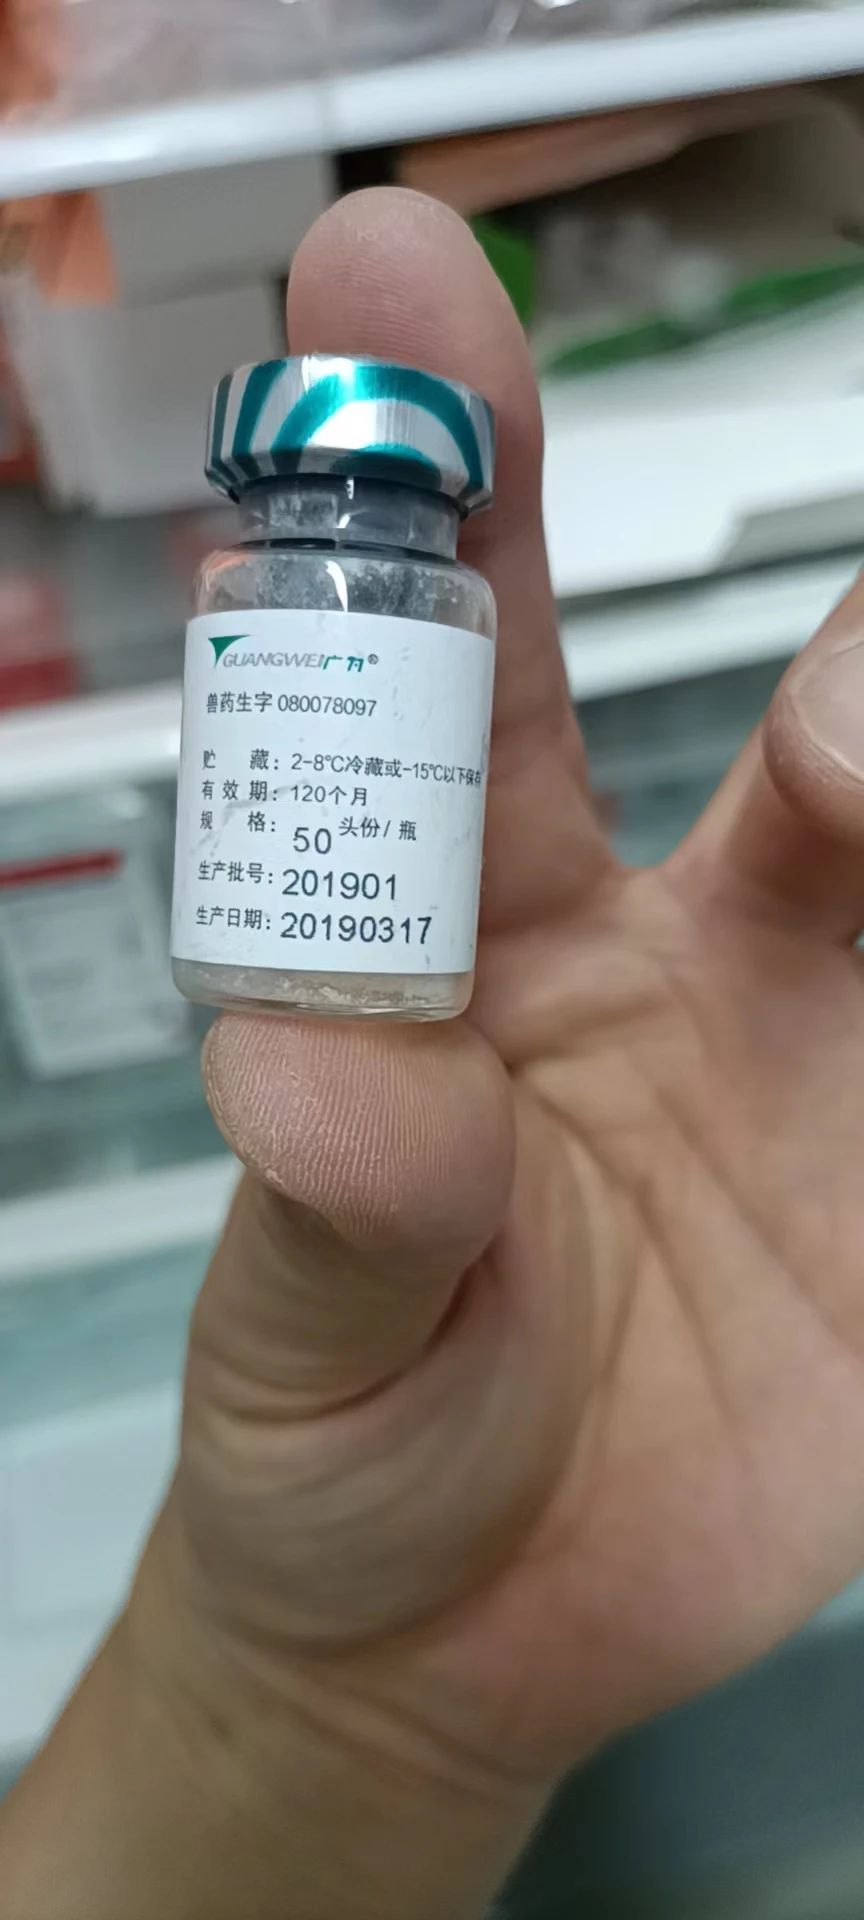 GUANGWEI广为®
兽药生字 080078097
贮 藏: 2-8℃冷藏或-15℃以下保存
有 效 期: 120个月
规 格: 50头份/瓶
生产批号: 201901
生产日期: 20190317